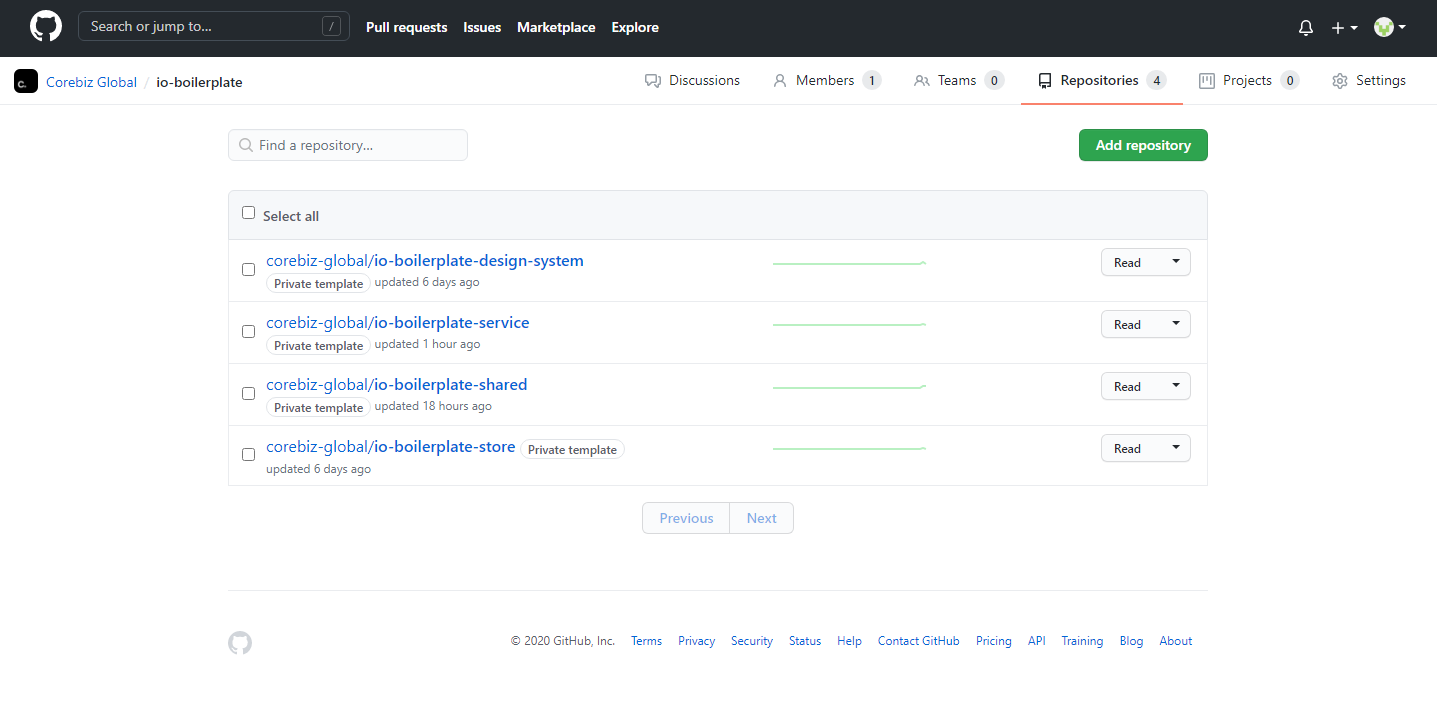 Search or jump to... /
Pull requests Issues Marketplace Explore
c.
Corebiz Global / io-boilerplate
Discussions Members 1 Teams 0 Repositories 4 Projects 0 Settings
Find a repository...
Add repository
Select all
corebiz-global/io-boilerplate-design-system
Private template updated 6 days ago
Read
corebiz-global/io-boilerplate-service
Private template updated 1 hour ago
Read
corebiz-global/io-boilerplate-shared
Private template updated 18 hours ago
Read
corebiz-global/io-boilerplate-store Private template
updated 6 days ago
Read
Previous Next
© 2020 GitHub, Inc. Terms Privacy Security Status Help Contact GitHub Pricing API Training Blog About